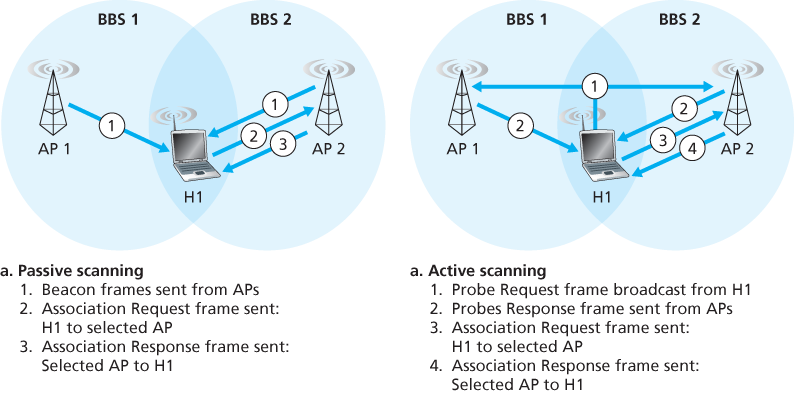 BBS 1
BBS 2
1
1
2
3
AP 1
AP 2
H1
a. Passive scanning
1. Beacon frames sent from APs
2. Association Request frame sent:
H1 to selected AP
3. Association Response frame sent:
Selected AP to H1
BBS 1
BBS 2
1
2
2
3
4
AP 1
AP 2
H1
a. Active scanning
1. Probe Request frame broadcast from H1
2. Probes Response frame sent from APs
3. Association Request frame sent:
H1 to selected AP
4. Association Response frame sent:
Selected AP to H1